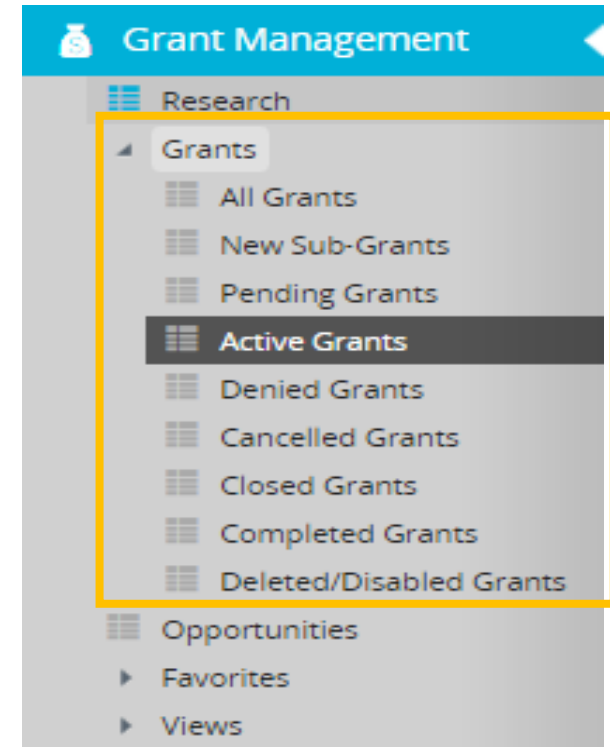 Grant Management
Research
Grants
All Grants
New Sub-Grants
Pending Grants
Active Grants
Denied Grants
Cancelled Grants
Closed Grants
Completed Grants
Deleted/Disabled Grants
Opportunities
Favorites
Views